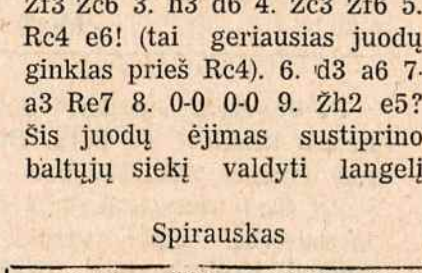 Žf3 Žc6 3. h3 d6 4. Žc3 Žf6 5.
Rc4 e6! (tai geriausias juodų
ginklas prieš Rc4). 6. d3 a6 7.
a3 Re7 8. 0-0 0-0 9. Žh2 e5?
Šis juodų ėjimas sustiprino
baltųjų siekį valdyti langelį
Spirauskas